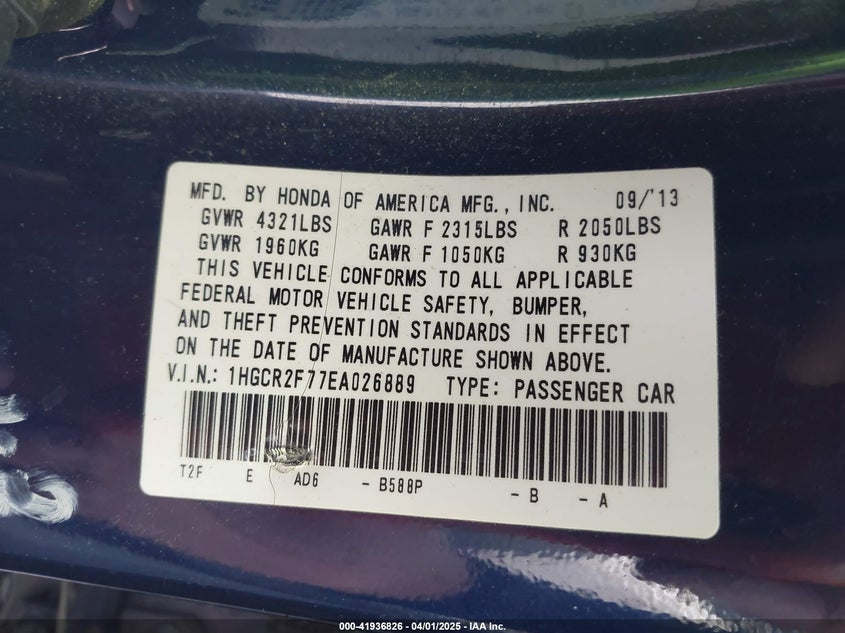 MFD. BY HONDA OF AMERICA MFG., INC. 09/'13
GVWR 4321LBS GAWR F 2315LBS R 2050LBS
GVWR 1960KG GAWR F 1050KG R 930KG
THIS VEHICLE CONFORMS TO ALL APPLICABLE
FEDERAL MOTOR VEHICLE SAFETY, BUMPER,
AND THEFT PREVENTION STANDARDS IN EFFECT
ON THE DATE OF MANUFACTURE SHOWN ABOVE.
V.I.N.: 1HGCR2F77EA026889 TYPE: PASSENGER CAR
T2F E AD6 - B588P - B - A
000-41936826 - 04/01/2025 - IAA Inc.